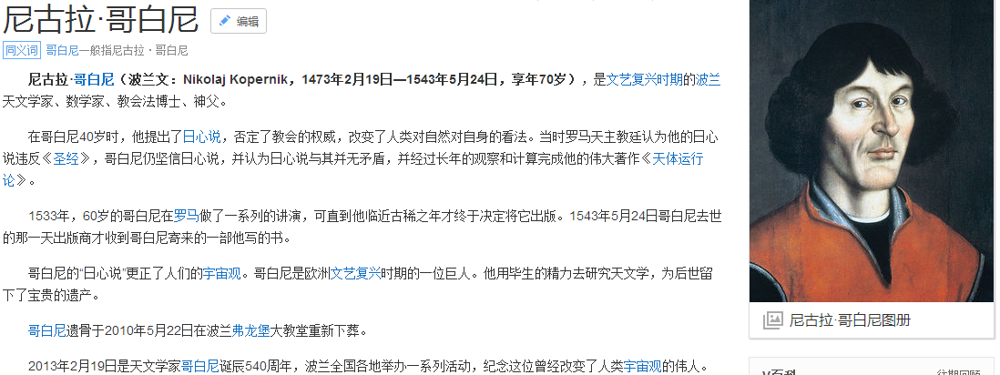 尼古拉·哥白尼
编辑
同义词 哥白尼一般指尼古拉·哥白尼
尼古拉·哥白尼（波兰文：Nikolaj Kopernik，1473年2月19日—1543年5月24日，享年70岁），是文艺复兴时期的波兰
天文学家、数学家、教会法博士、神父。
在哥白尼40岁时，他提出了日心说，否定了教会的权威，改变了人类对自然对自身的看法。当时罗马天主教廷认为他的日心
说违反《圣经》，哥白尼仍坚信日心说，并认为日心说与其并无矛盾，并经过长年的观察和计算完成他的伟大著作《天体运行
论》。
1533年，60岁的哥白尼在罗马做了一系列的讲演，可直到他临近古稀之年才终于决定将它出版。1543年5月24日哥白尼去世
的那一天出版商才收到哥白尼寄来的一部他写的书。
哥白尼的“日心说”更正了人们的宇宙观。哥白尼是欧洲文艺复兴时期的一位巨人。他用毕生的精力去研究天文学，为后世留
下了宝贵的遗产。
哥白尼遗骨于2010年5月22日在波兰弗龙堡大教堂重新下葬。
2013年2月19日是天文学家哥白尼诞辰540周年，波兰全国各地举办一系列活动，纪念这位曾经改变了人类宇宙观的伟人。
尼古拉·哥白尼图册
V百科
往期回顾